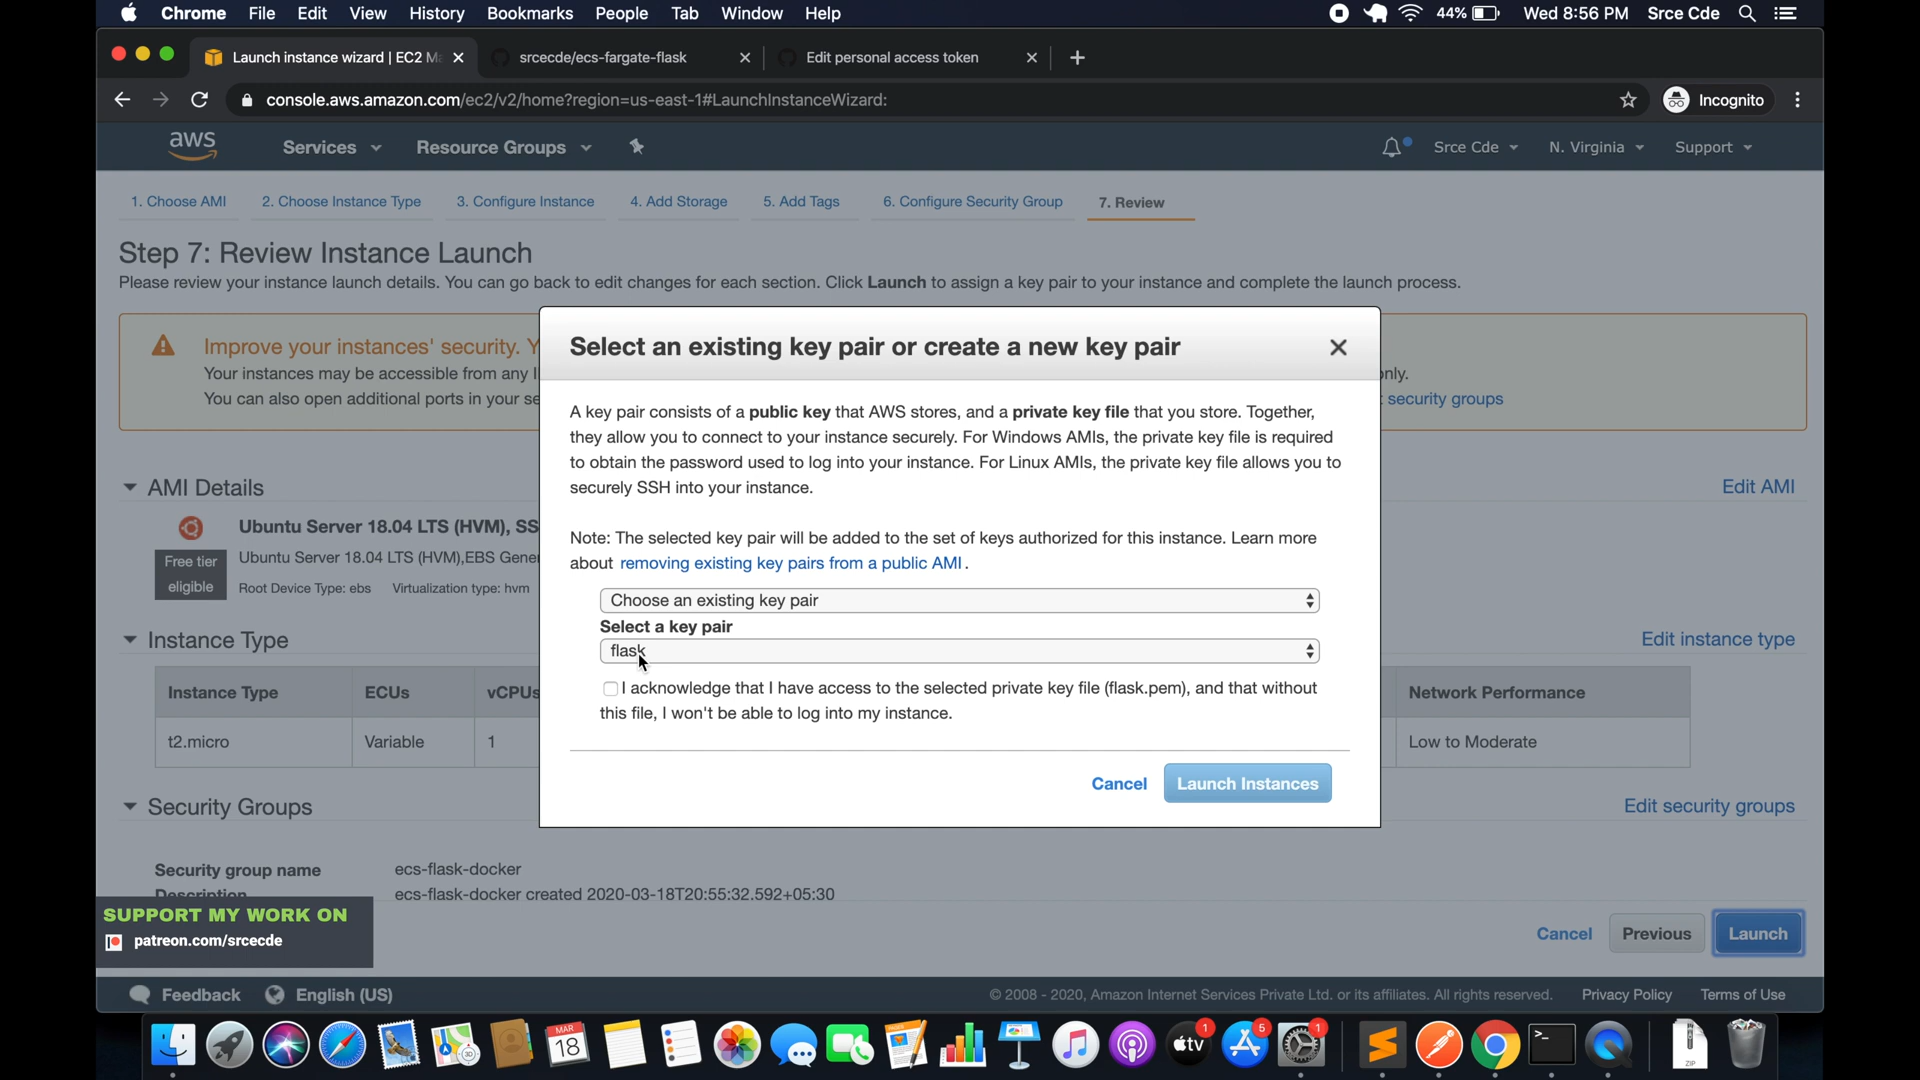 Chrome File Edit View History Bookmarks People Tab Window Help 44% Wed 8:56 PM Srce Cde
Launch instance wizard | EC2 M srcecde/ecs-fargate-flask Edit personal access token
console.aws.amazon.com/ec2/v2/home?region=us-east-1#LaunchInstanceWizard: Incognito
aws Services Resource Groups Srce Cde N. Virginia Support
1. Choose AMI 2. Choose Instance Type 3. Configure Instance 4. Add Storage 5. Add Tags 6. Configure Security Group 7. Review
Step 7: Review Instance Launch
Please review your instance launch details. You can go back to edit changes for each section. Click Launch to assign a key pair to your instance and complete the launch process.
Improve your instances' security. Y
Your instances may be accessible from any I
only.
You can also open additional ports in your se
security groups
Select an existing key pair or create a new key pair
A key pair consists of a public key that AWS stores, and a private key file that you store. Together,
they allow you to connect to your instance securely. For Windows AMIs, the private key file is required
to obtain the password used to log into your instance. For Linux AMIs, the private key file allows you to
securely SSH into your instance.
Note: The selected key pair will be added to the set of keys authorized for this instance. Learn more
about removing existing key pairs from a public AMI.
Choose an existing key pair
Select a key pair
flask
I acknowledge that I have access to the selected private key file (flask.pem), and that without
this file, I won't be able to log into my instance.
Cancel Launch Instances
AMI Details Edit AMI
Ubuntu Server 18.04 LTS (HVM), SS
Free tier eligible
Ubuntu Server 18.04 LTS (HVM),EBS Gene
Root Device Type: ebs Virtualization type: hvm
Instance Type Edit instance type
Instance Type ECUs vCPUs Network Performance
t2.micro Variable 1 Low to Moderate
Security Groups Edit security groups
Security group name ecs-flask-docker
Description ecs-flask-docker created 2020-03-18T20:55:32.592+05:30
SUPPORT MY WORK ON
patreon.com/srcecde
Cancel Previous Launch
Feedback English (US) © 2008 - 2020, Amazon Internet Services Private Ltd. or its affiliates. All rights reserved. Privacy Policy Terms of Use
MAR
18
3D
tv
1
5
1
ZIP